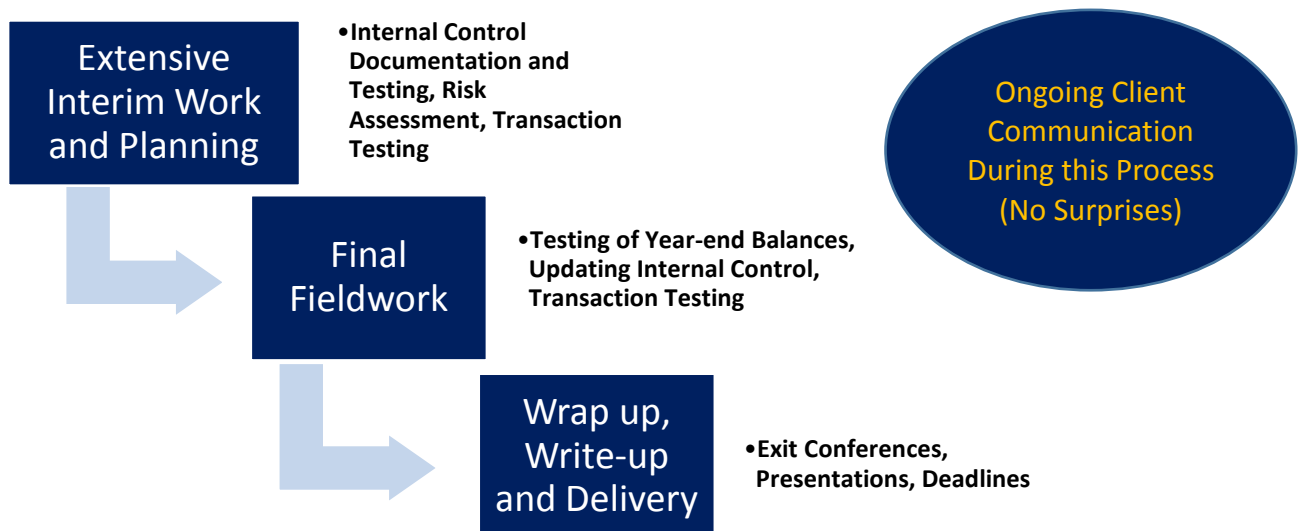 Extensive
Interim Work
and Planning
•Internal Control
Documentation and
Testing, Risk
Assessment, Transaction
Testing
Ongoing Client
Communication
During this Process
(No Surprises)
Final
Fieldwork
•Testing of Year-end Balances,
Updating Internal Control,
Transaction Testing
Wrap up,
Write-up
and Delivery
•Exit Conferences,
Presentations, Deadlines